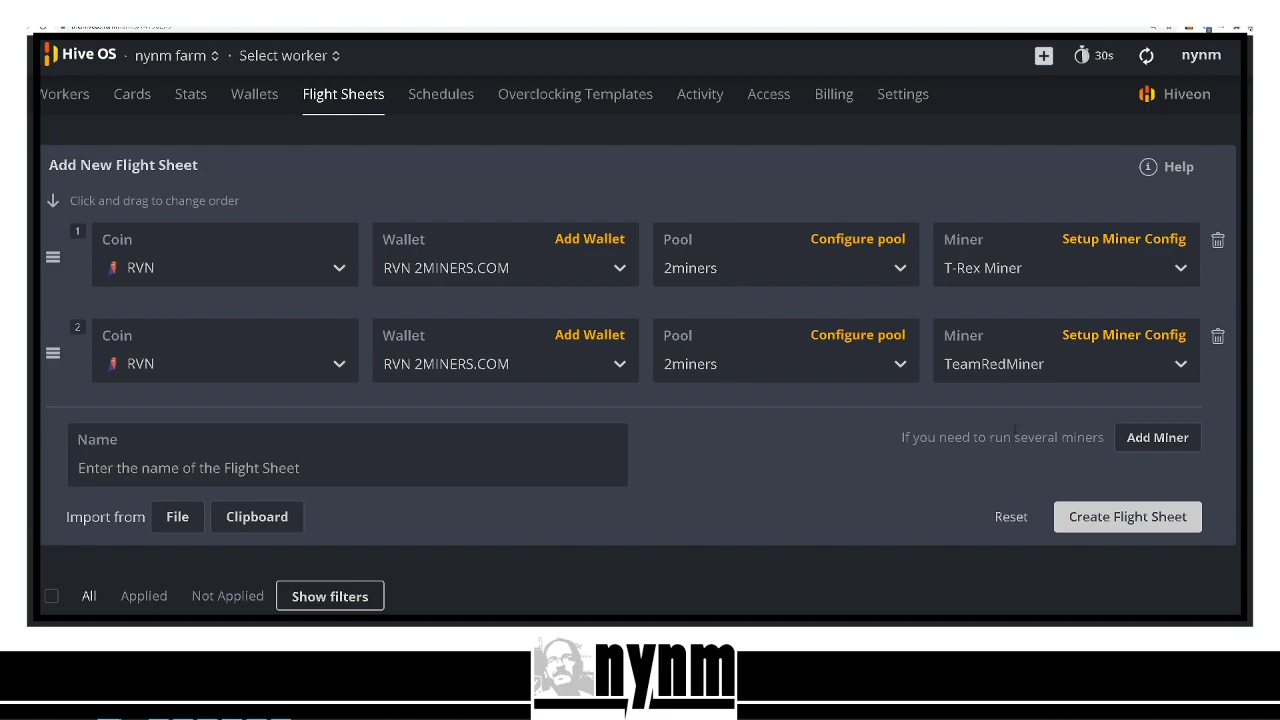 Hive OS · nynm farm · Select worker 30s nynm
Workers Cards Stats Wallets Flight Sheets Schedules Overclocking Templates Activity Access Billing Settings Hiveon
Add New Flight Sheet
Help
Click and drag to change order
1
Coin
RVN
Wallet Add Wallet
RVN 2MINERS.COM
Pool Configure pool
2miners
Miner Setup Miner Config
T-Rex Miner
2
Coin
RVN
Wallet Add Wallet
RVN 2MINERS.COM
Pool Configure pool
2miners
Miner Setup Miner Config
TeamRedMiner
Name
Enter the name of the Flight Sheet
If you need to run several miners Add Miner
Import from File Clipboard
Reset Create Flight Sheet
All Applied Not Applied Show filters
nynm